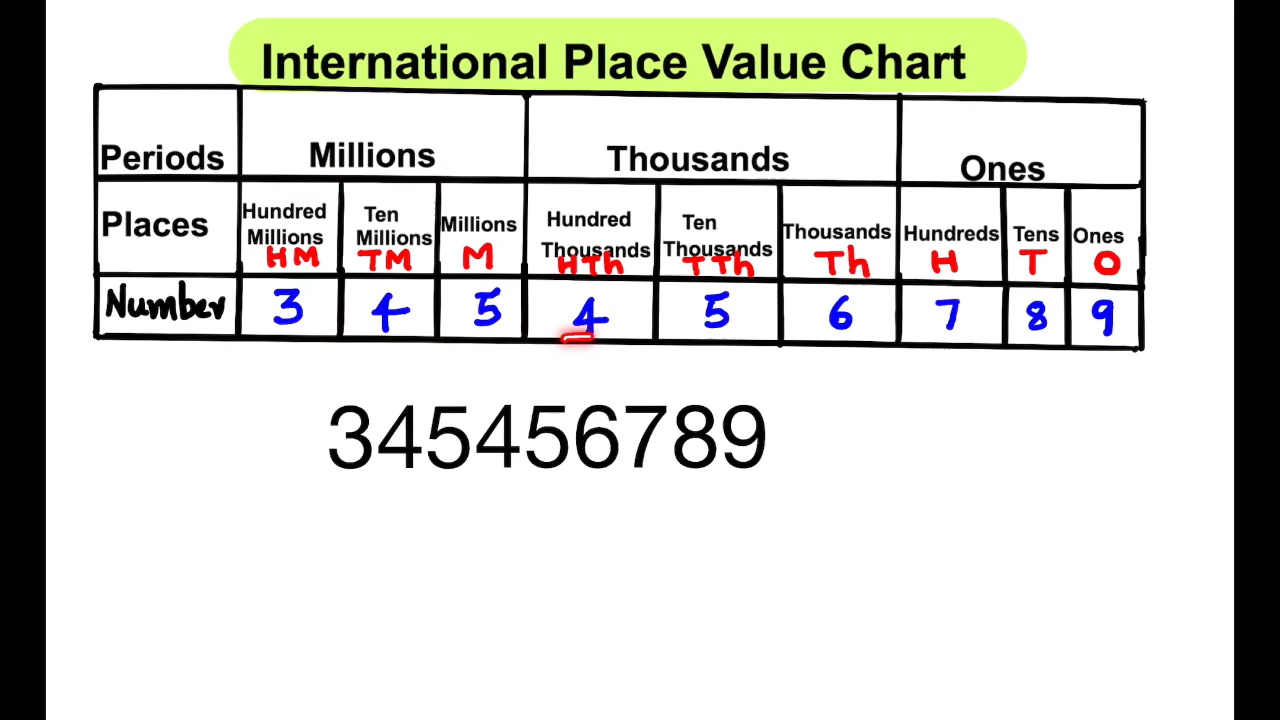 International Place Value Chart
Periods Millions Thousands Ones
Places Hundred Millions HM Ten Millions TM Millions M Hundred Thousands HTh Ten Thousands TTh Thousands Th Hundreds H Tens T Ones O
Number 3 4 5 4 5 6 7 8 9
345456789